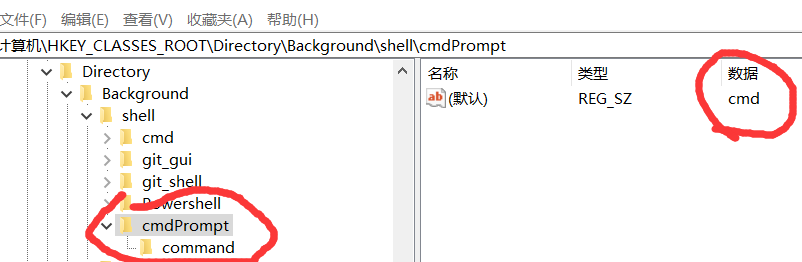 文件(F) 编辑(E) 查看(V) 收藏夹(A) 帮助(H)
计算机\HKEY_CLASSES_ROOT\Directory\Background\shell\cmdPrompt
Directory
Background
shell
cmd
git_gui
git_shell
Powershell
cmdPrompt
command
名称 类型 数据
ab (默认) REG_SZ cmd